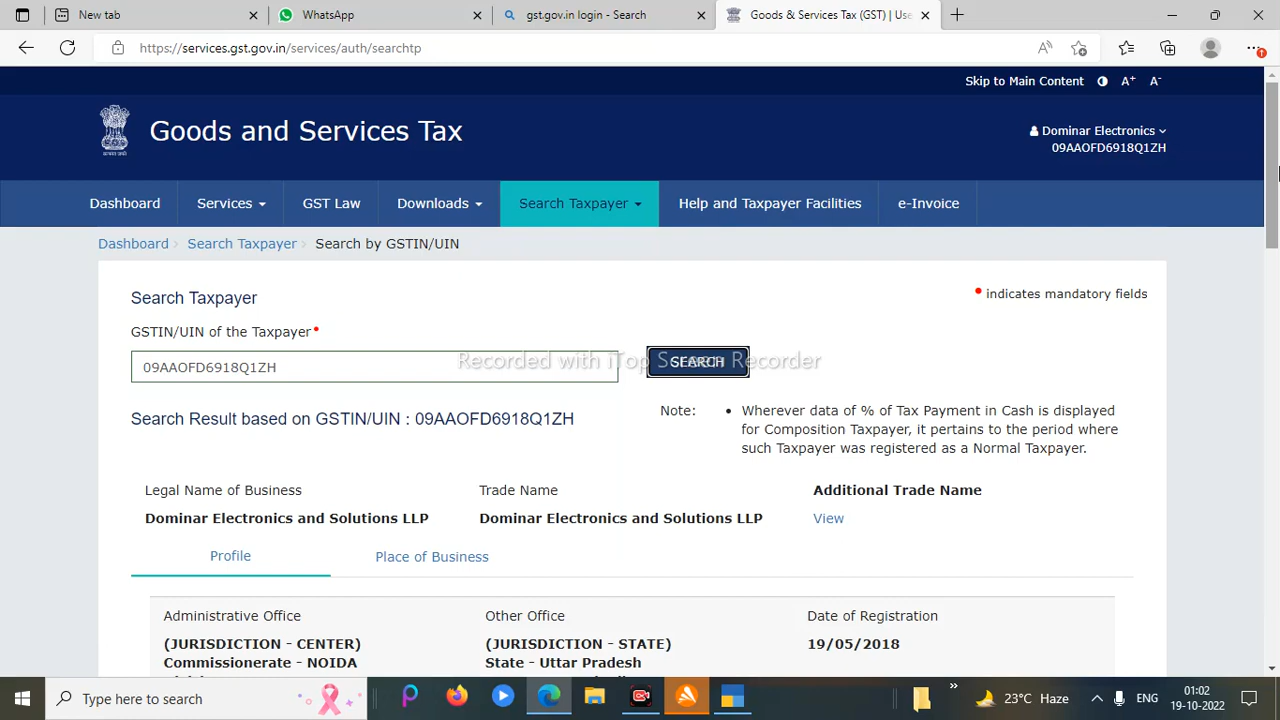 New tab
WhatsApp
gst.gov.in login - Search
Goods & Services Tax (GST) | Use
https://services.gst.gov.in/services/auth/searchtp
Skip to Main Content
A+
A-
Goods and Services Tax
Dominar Electronics
09AAOFD6918Q1ZH
Dashboard
Services
GST Law
Downloads
Search Taxpayer
Help and Taxpayer Facilities
e-Invoice
Dashboard
Search Taxpayer
Search by GSTIN/UIN
Search Taxpayer
• indicates mandatory fields
GSTIN/UIN of the Taxpayer•
09AAOFD6918Q1ZH
SEARCH
Recorded with iTop Screen Recorder
Search Result based on GSTIN/UIN : 09AAOFD6918Q1ZH
Note:
• Wherever data of % of Tax Payment in Cash is displayed
for Composition Taxpayer, it pertains to the period where
such Taxpayer was registered as a Normal Taxpayer.
Legal Name of Business
Trade Name
Additional Trade Name
Dominar Electronics and Solutions LLP
Dominar Electronics and Solutions LLP
View
Profile
Place of Business
Administrative Office
Other Office
Date of Registration
(JURISDICTION - CENTER)
(JURISDICTION - STATE)
19/05/2018
Commissionerate - NOIDA
State - Uttar Pradesh
Type here to search
23°C Haze
ENG
01:02
19-10-2022